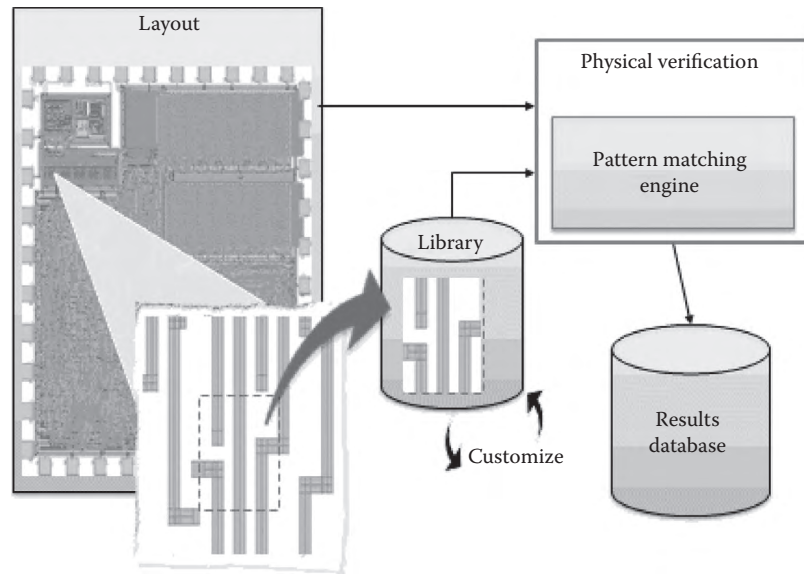 Layout
Physical verification
Pattern matching
engine
Library
Customize
Results
database